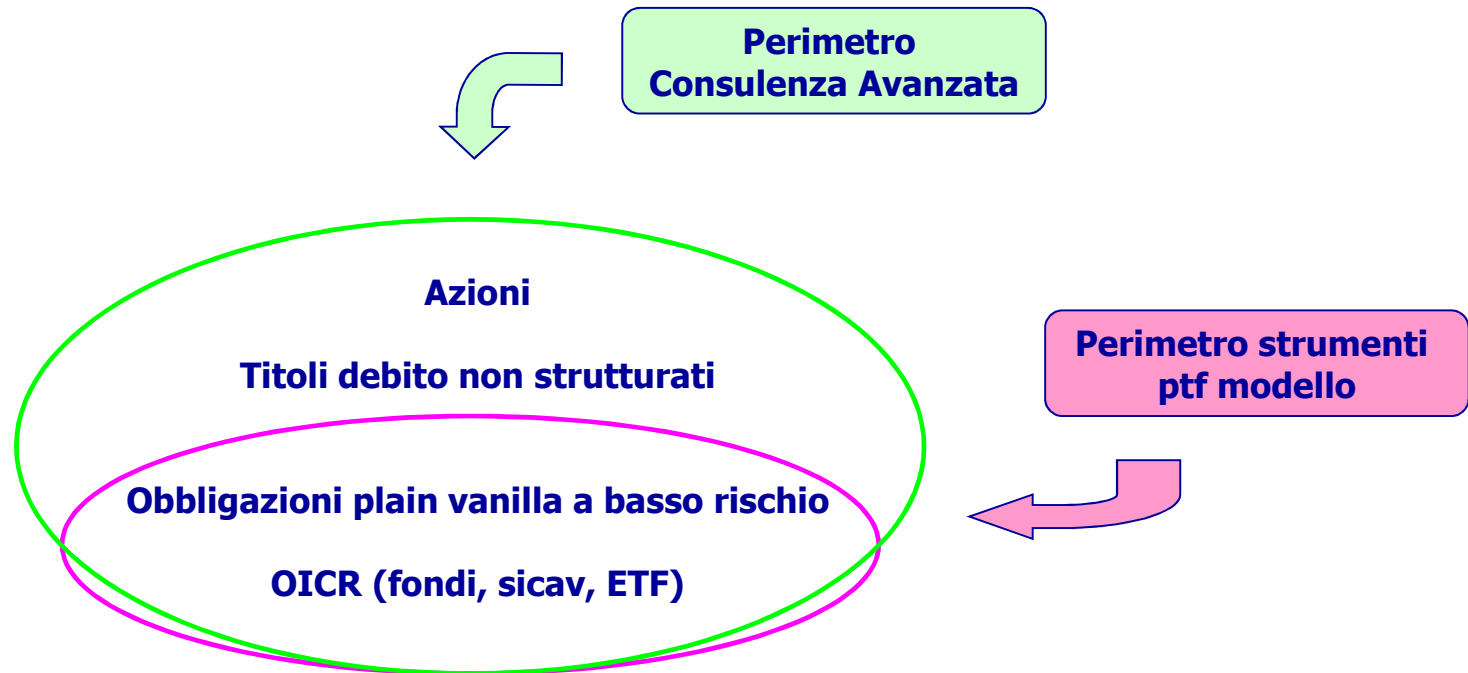 Perimetro
Consulenza Avanzata
Azioni
Titoli debito non strutturati
Perimetro strumenti
ptf modello
Obbligazioni plain vanilla a basso rischio
OICR (fondi, sicav, ETF)